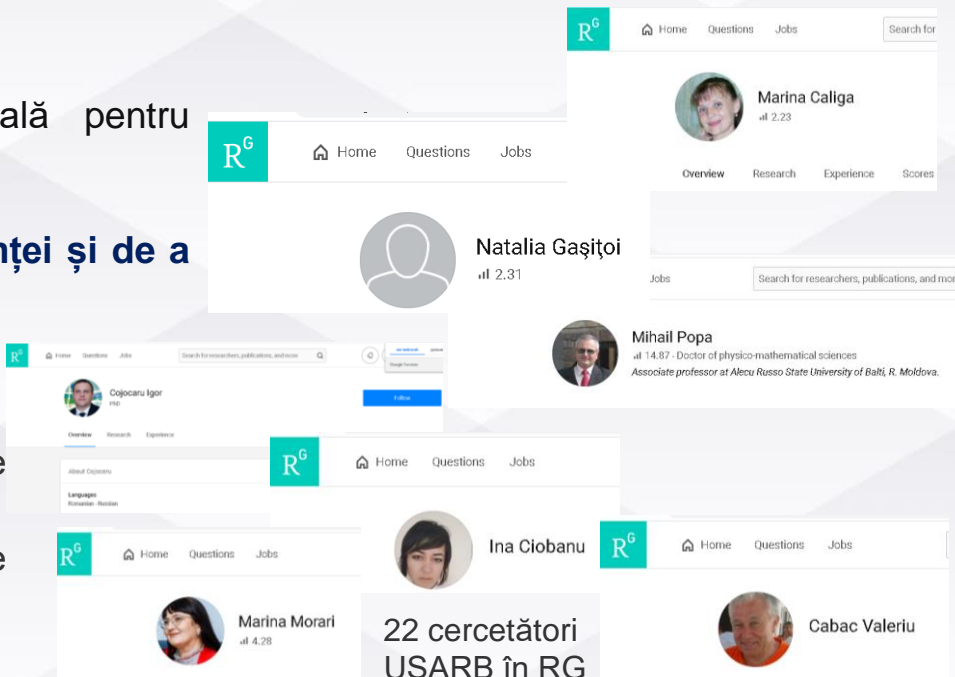 ală pentru
nței și de a
e
e
RG Home Questions Jobs Search for
Marina Caliga
2.23
Overview Research Experience Scores
RG Home Questions Jobs
Natalia Gaşiţoi
2.31
Jobs Search for researchers, publications, and mor
Mihail Popa
14.87 · Doctor of physico-mathematical sciences
Associate professor at Alecu Russo State University of Balti, R. Moldova.
RG Home Questions Jobs Search for researchers, publications, and more
Cojocaru Igor
PhD
Follow
Overview Research Experience
About Cojocaru
Languages
Romanian · Russian
RG Home Questions Jobs
Ina Ciobanu
RG Home Questions Jobs
Marina Morari
4.28
22 cercetători
USARB în RG
RG Home Questions Jobs
Cabac Valeriu